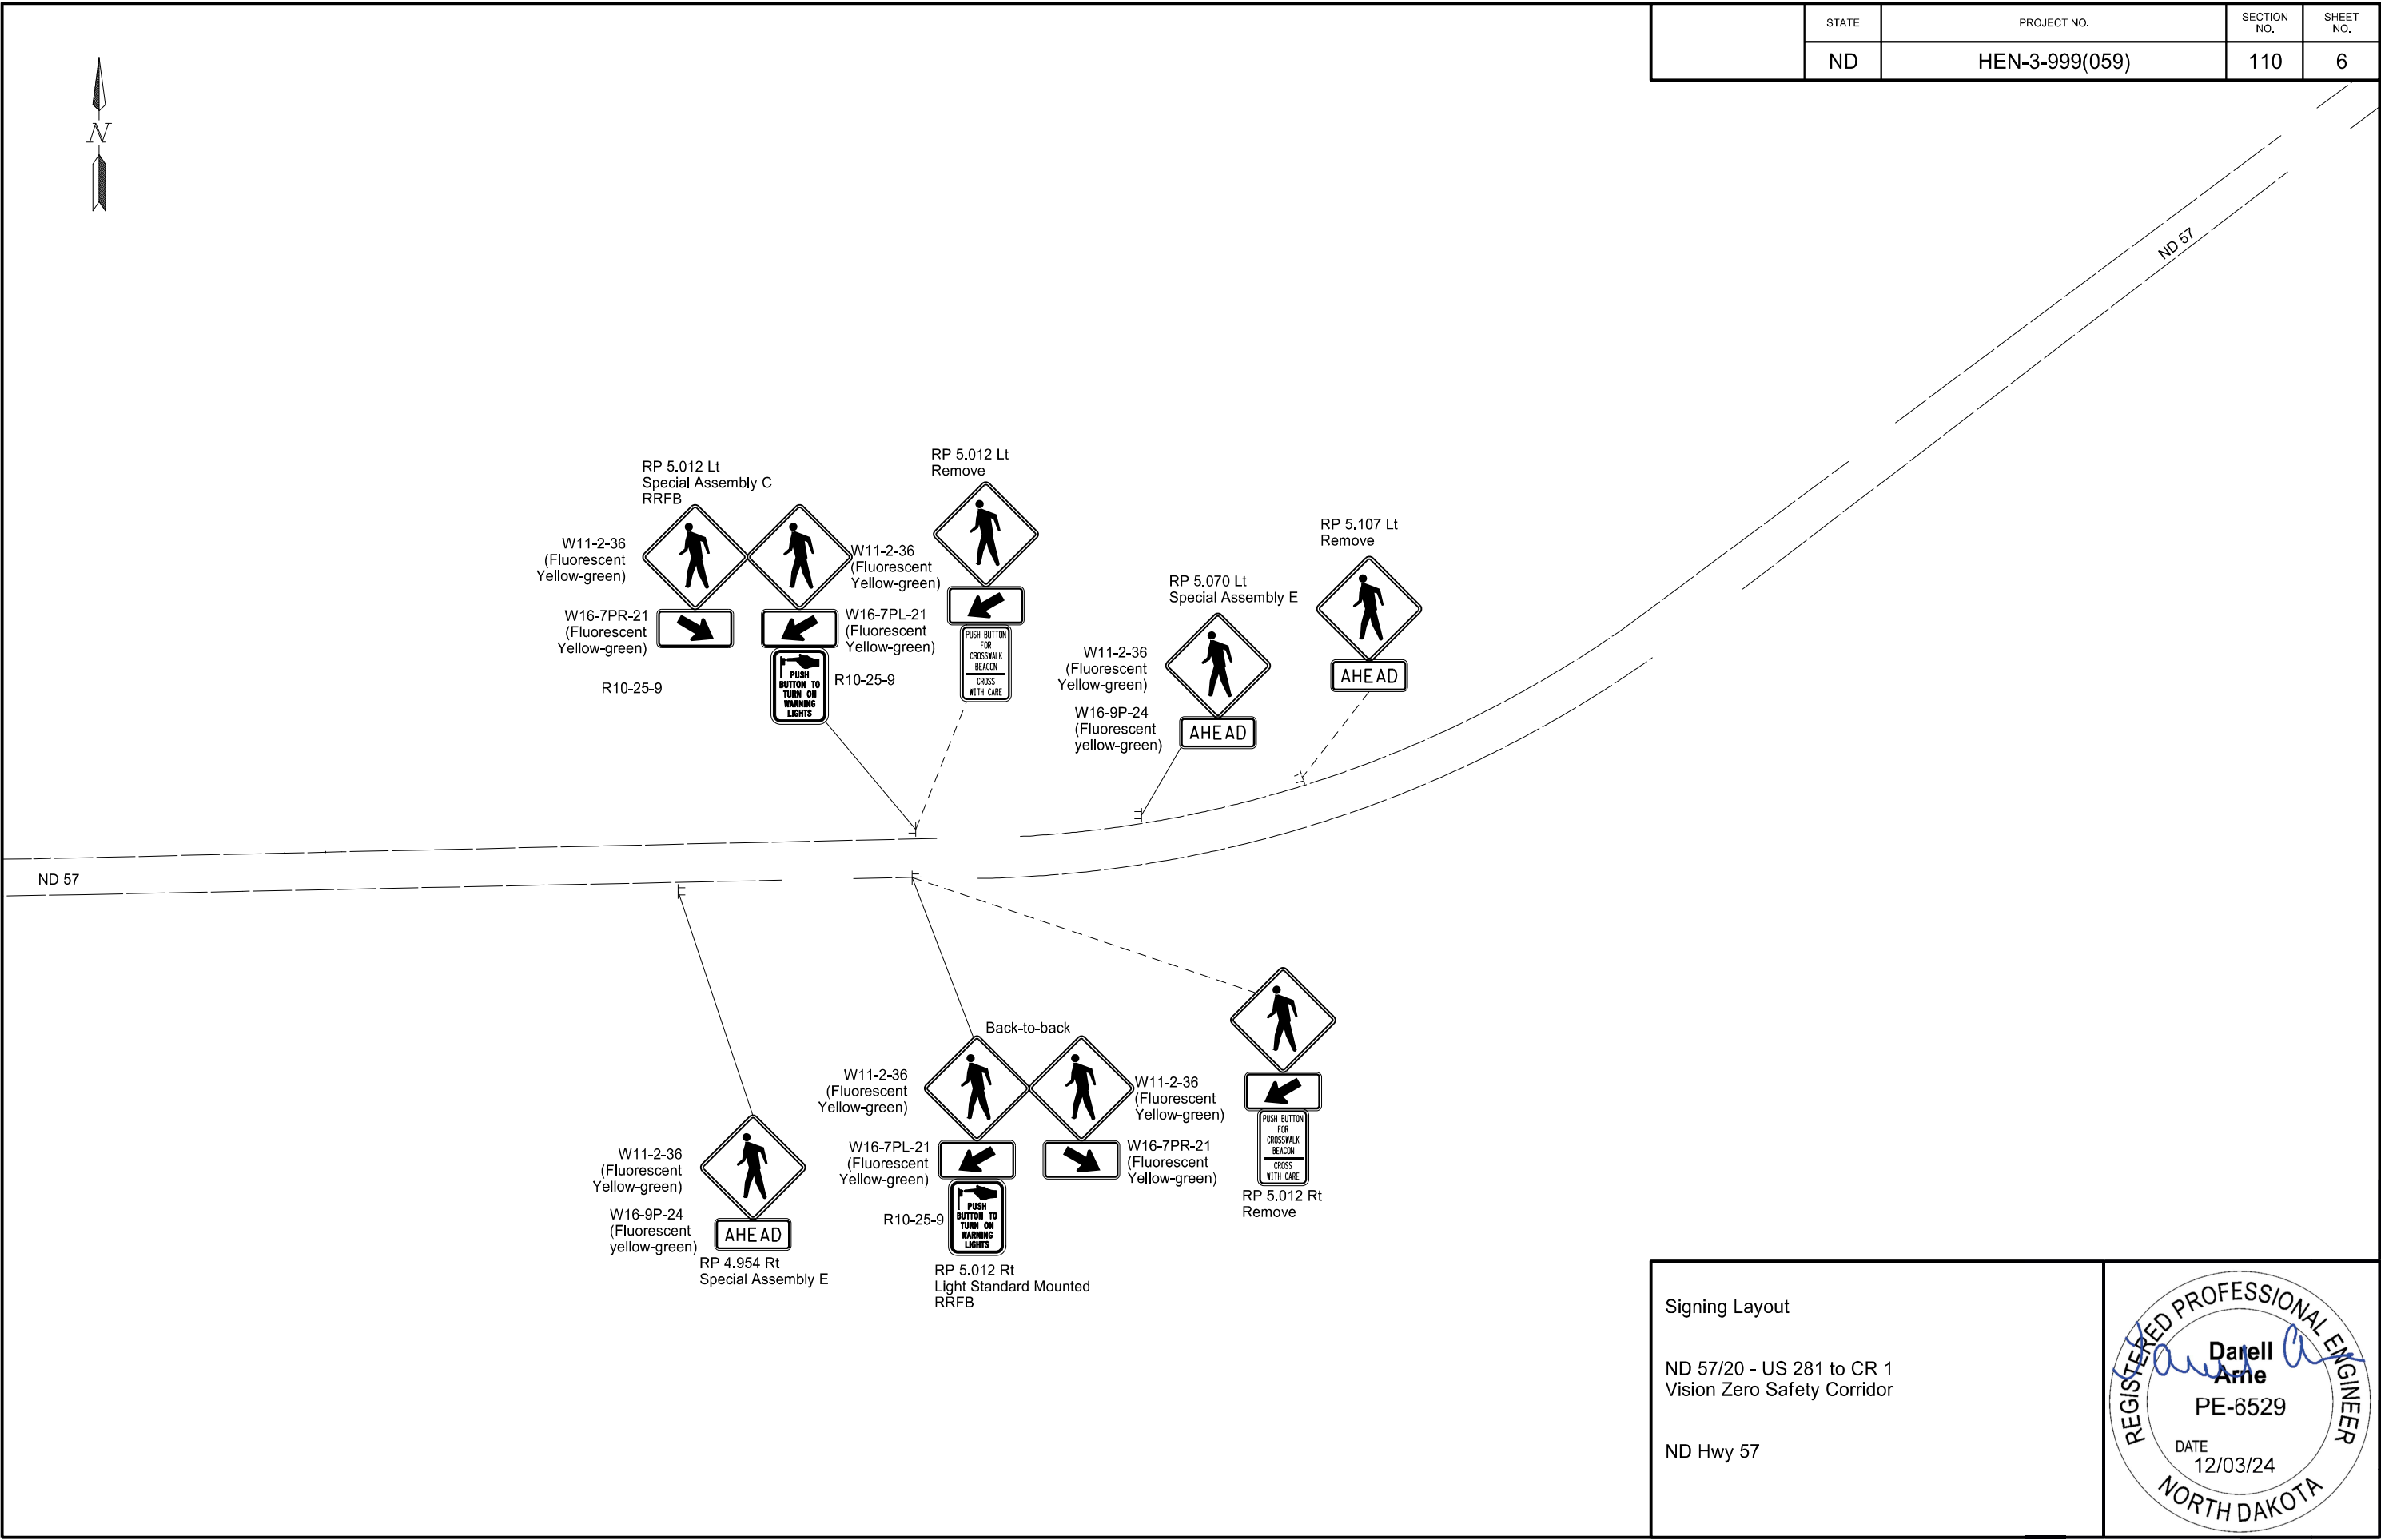 STATE
PROJECT NO.
SECTION
NO.
SHEET
NO.
ND
HEN-3-999(059)
110
6
N
ND 57
RP 5.012 Lt
Special Assembly C
RRFB
W11-2-36
(Fluorescent
Yellow-green)
W11-2-36
(Fluorescent
Yellow-green)
W16-7PR-21
(Fluorescent
Yellow-green)
W16-7PL-21
(Fluorescent
Yellow-green)
R10-25-9
PUSH
BUTTON TO
TURN ON
WARNING
LIGHTS
R10-25-9
RP 5.012 Lt
Remove
PUSH BUTTON
FOR
CROSSWALK
BEACON
CROSS
WITH CARE
RP 5.070 Lt
Special Assembly E
W11-2-36
(Fluorescent
Yellow-green)
W16-9P-24
(Fluorescent
yellow-green)
AHEAD
RP 5.107 Lt
Remove
AHEAD
ND 57
W11-2-36
(Fluorescent
Yellow-green)
W16-9P-24
(Fluorescent
yellow-green)
AHEAD
RP 4.954 Rt
Special Assembly E
Back-to-back
W11-2-36
(Fluorescent
Yellow-green)
W11-2-36
(Fluorescent
Yellow-green)
W16-7PL-21
(Fluorescent
Yellow-green)
W16-7PR-21
(Fluorescent
Yellow-green)
R10-25-9
PUSH
BUTTON TO
TURN ON
WARNING
LIGHTS
RP 5.012 Rt
Light Standard Mounted
RRFB
PUSH BUTTON
FOR
CROSSWALK
BEACON
CROSS
WITH CARE
RP 5.012 Rt
Remove
Signing Layout
ND 57/20 - US 281 to CR 1
Vision Zero Safety Corridor
ND Hwy 57
REGISTERED PROFESSIONAL ENGINEER
Darell
Arne
PE-6529
DATE
12/03/24
NORTH DAKOTA